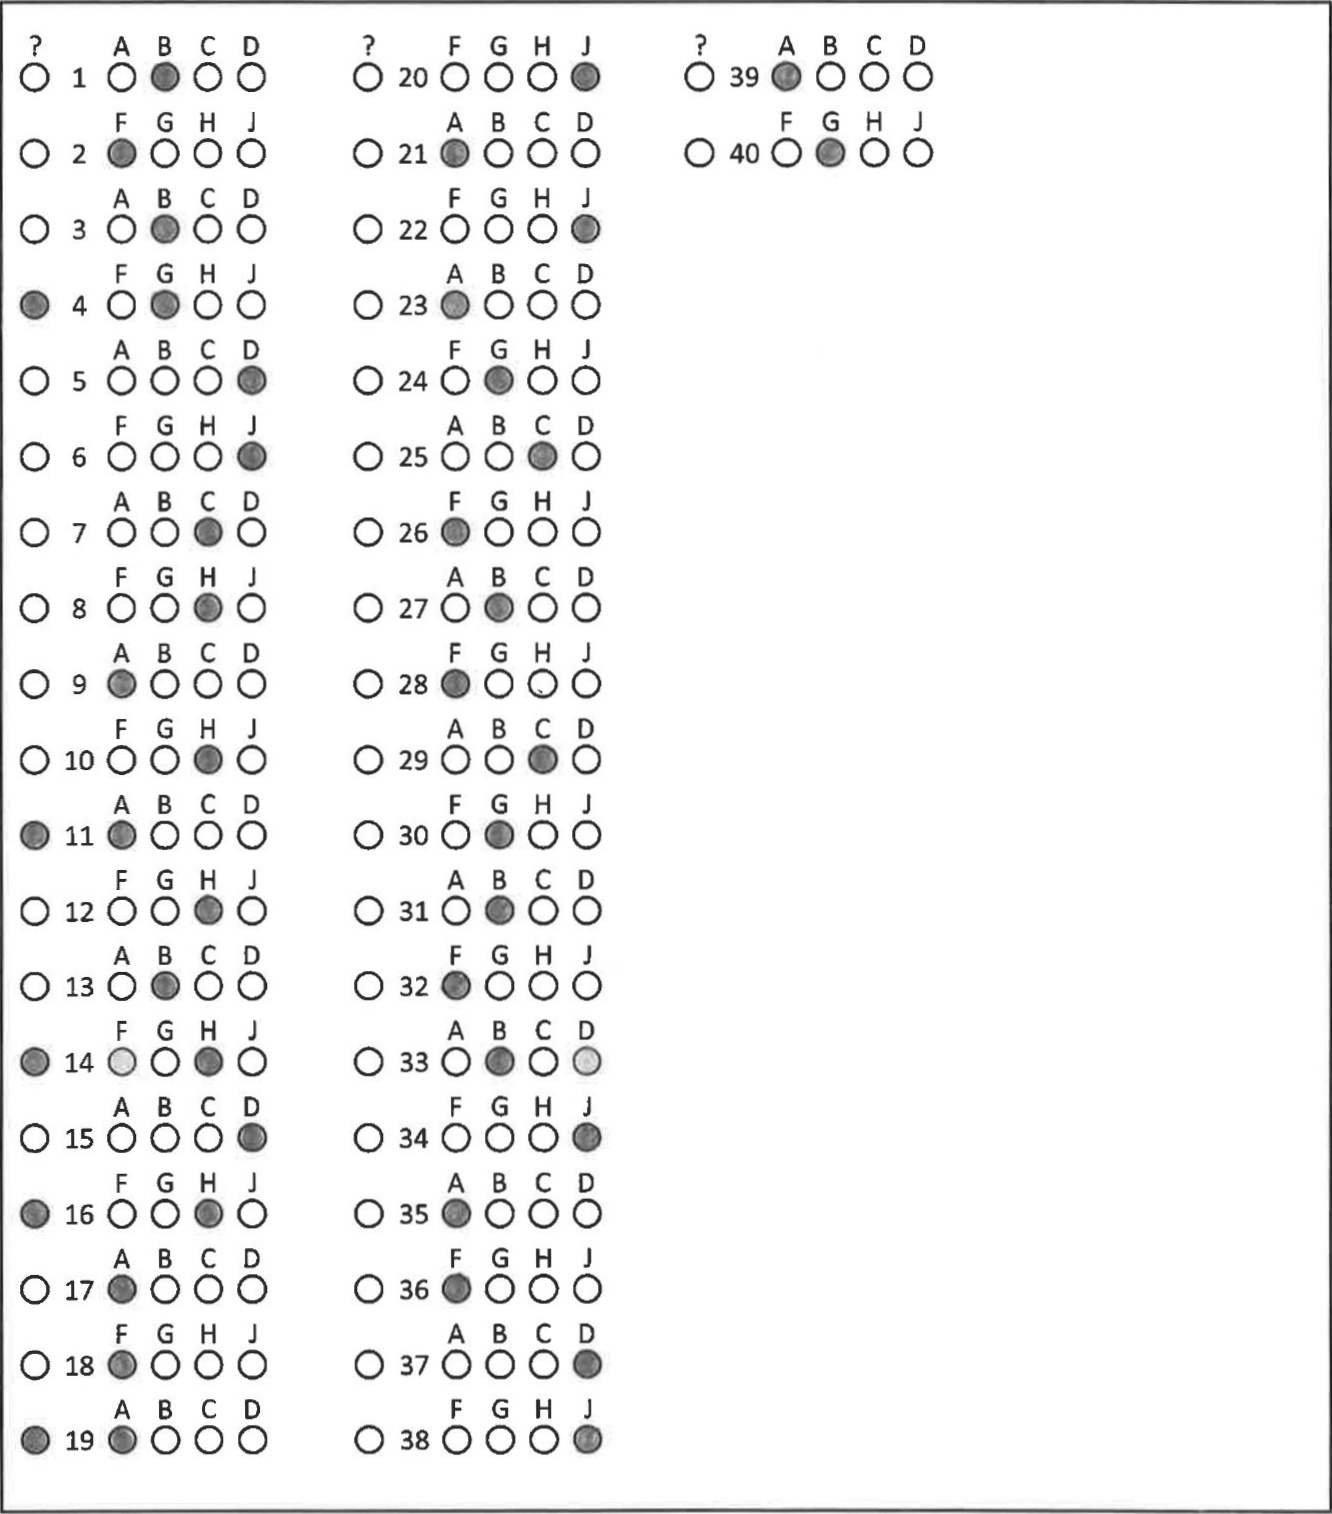 ? A B C D
1
F G H J
2
A B C D
3
F G H J
4
A B C D
5
F G H J
6
A B C D
7
F G H J
8
A B C D
9
F G H J
10
A B C D
11
F G H J
12
A B C D
13
F G H J
14
A B C D
15
F G H J
16
A B C D
17
F G H J
18
A B C D
19
? F G H J
20
A B C D
21
F G H J
22
A B C D
23
F G H J
24
A B C D
25
F G H J
26
A B C D
27
F G H J
28
A B C D
29
F G H J
30
A B C D
31
F G H J
32
A B C D
33
F G H J
34
A B C D
35
F G H J
36
A B C D
37
F G H J
38
? A B C D
39
F G H J
40